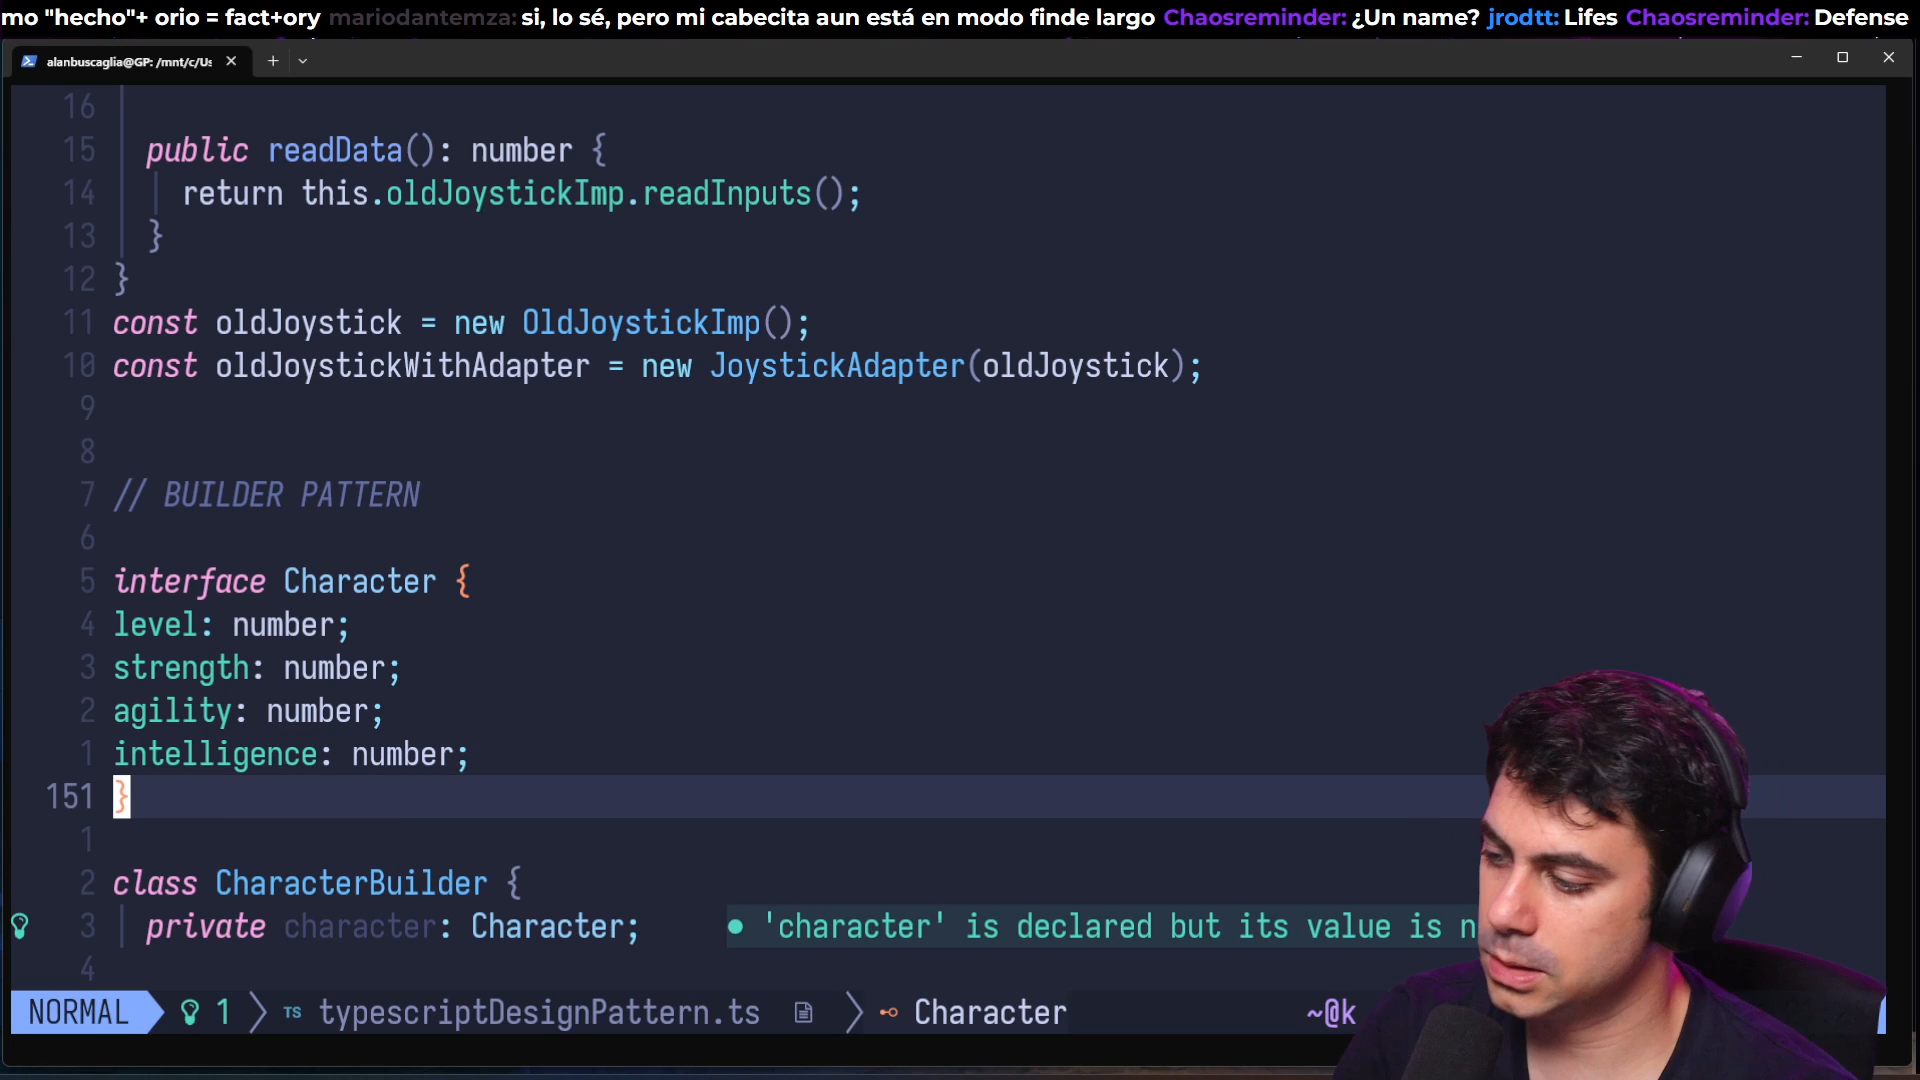 mo "hecho"+ orio = fact+ory mariodantemza: si, lo sé, pero mi cabecita aun está en modo finde largo Chaosreminder: ¿Un name? jrodtt: Lifes Chaosreminder: Defense
alanbuscaglia@GP: /mnt/c/Us
16
15 public readData(): number {
14 return this.oldJoystickImp.readInputs();
13 }
12 }
11 const oldJoystick = new OldJoystickImp();
10 const oldJoystickWithAdapter = new JoystickAdapter(oldJoystick);
9
8
7 // BUILDER PATTERN
6
5 interface Character {
4 level: number;
3 strength: number;
2 agility: number;
1 intelligence: number;
151 }
1
2 class CharacterBuilder {
3 private character: Character; ● 'character' is declared but its value is n
4
NORMAL 1 TS typescriptDesignPattern.ts Character ~@k